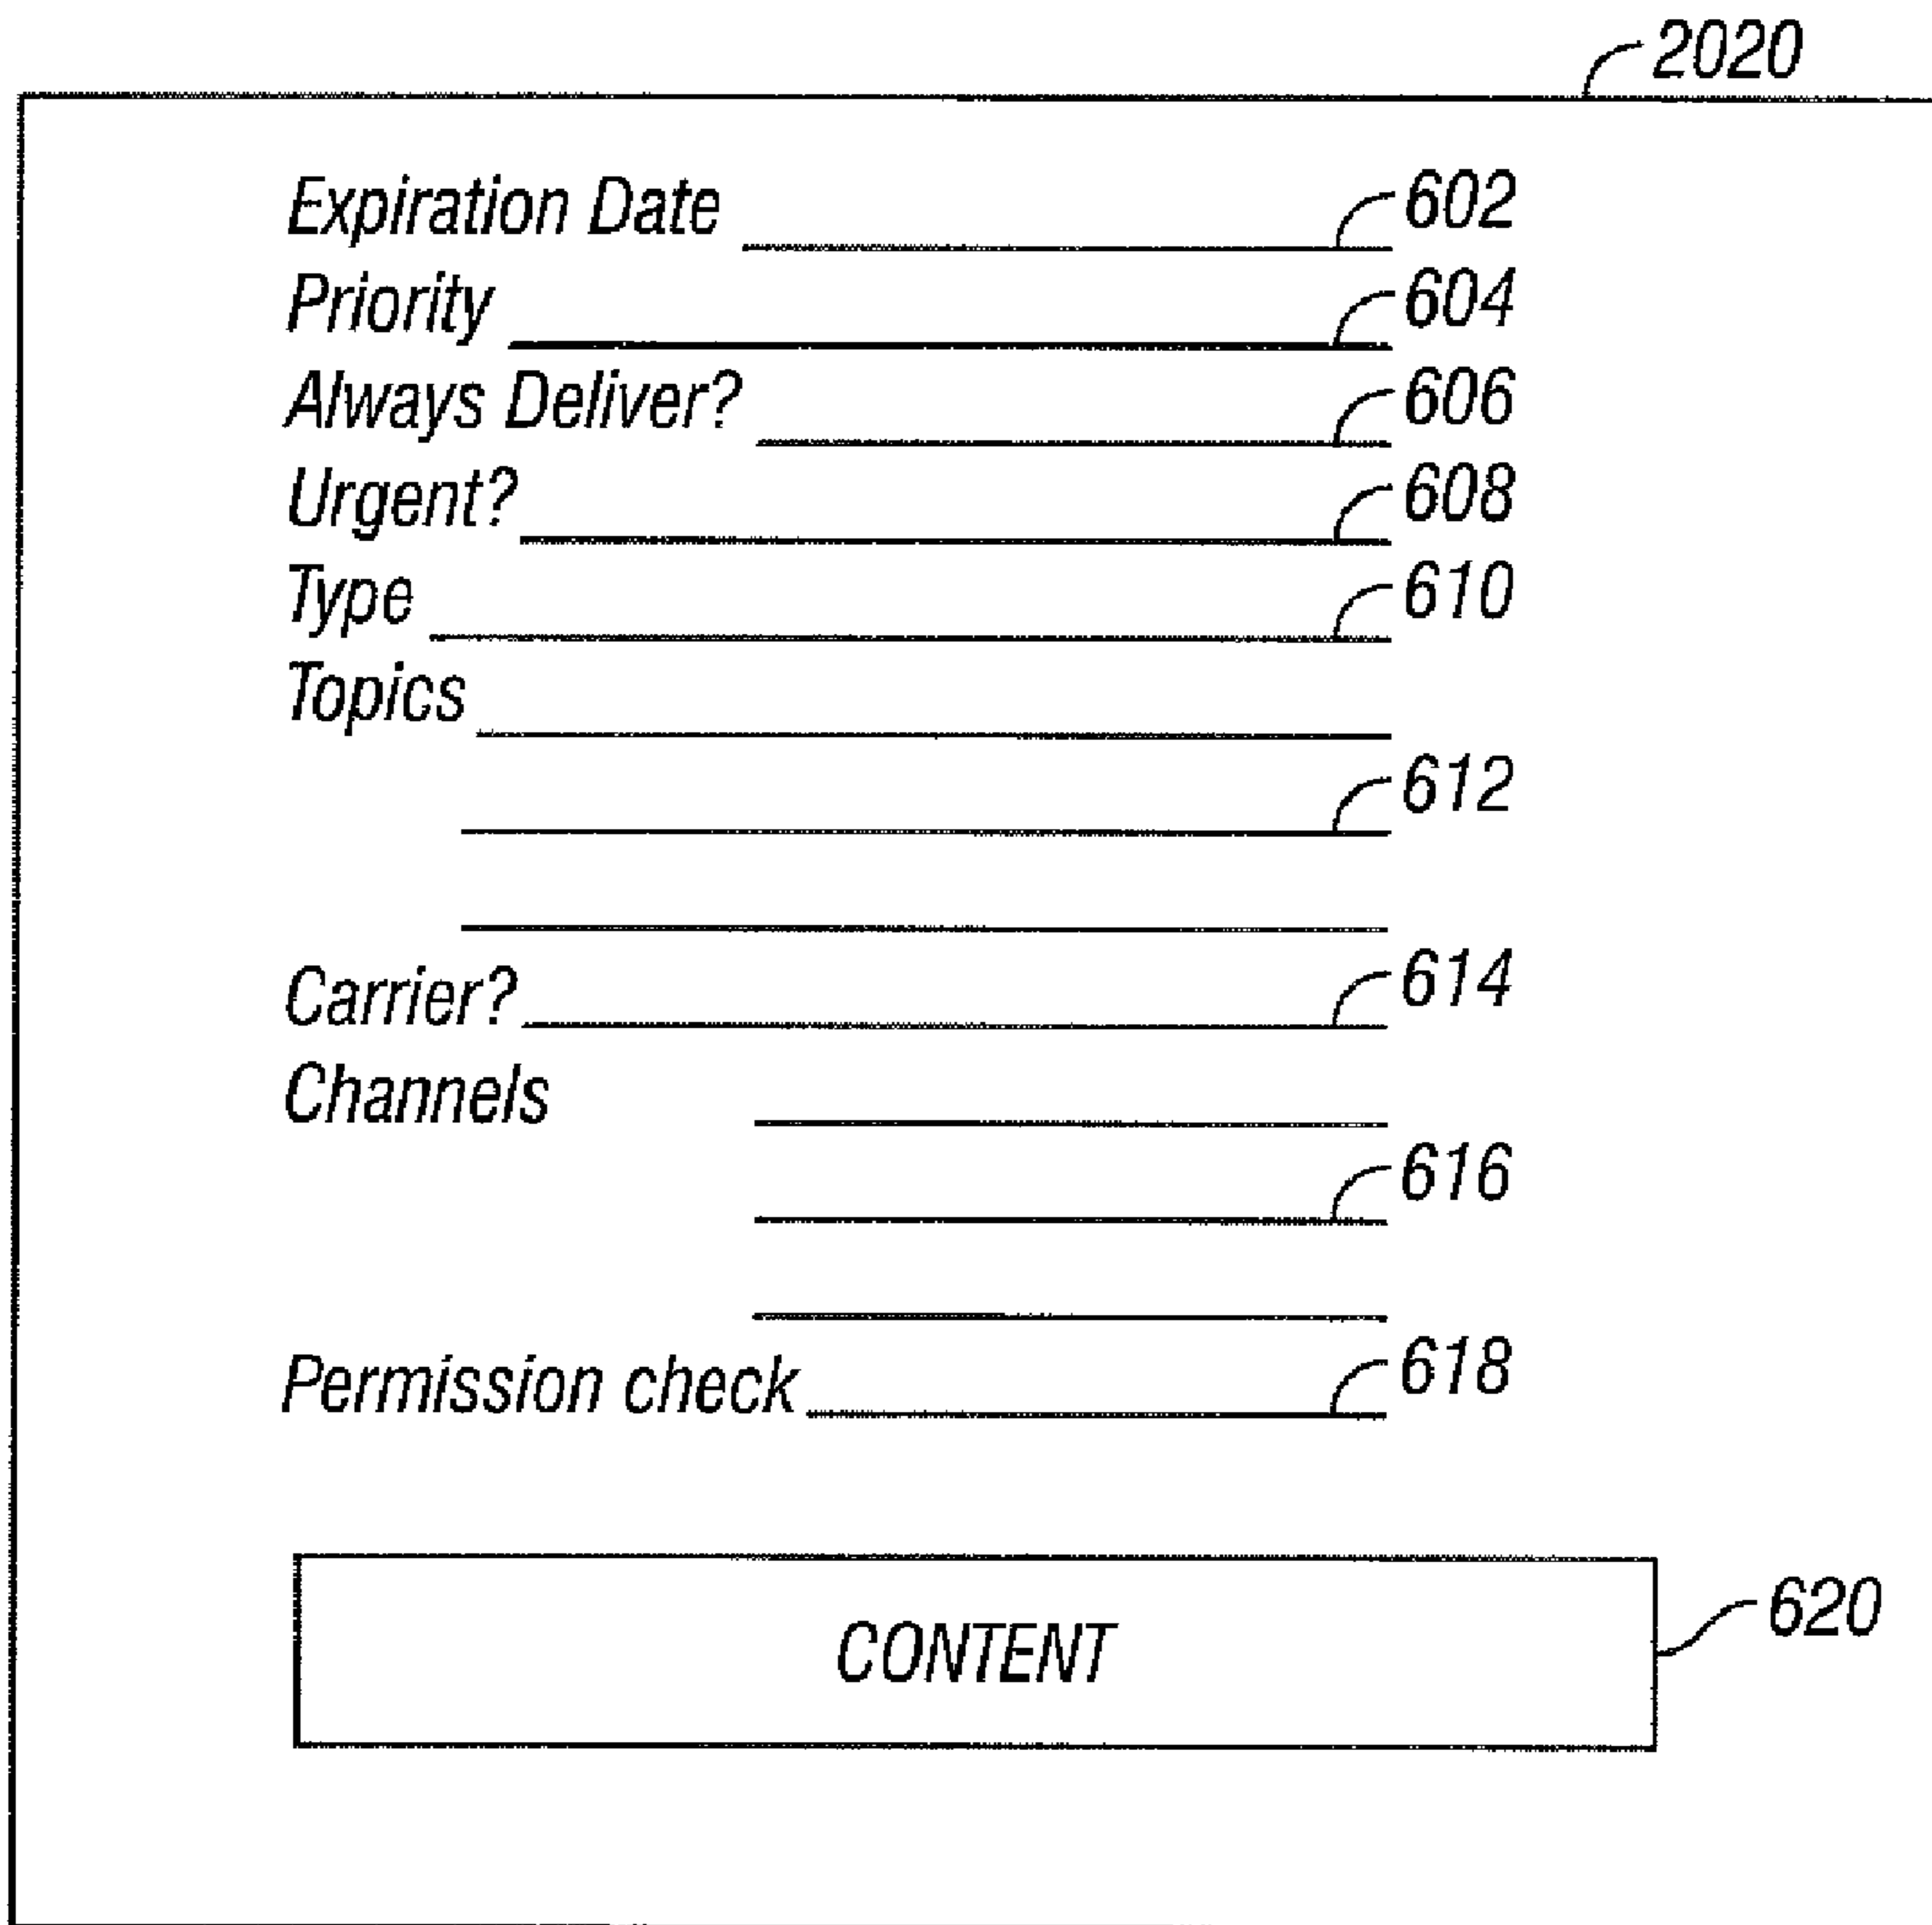 2020
Expiration Date 602
Priority 604
Always Deliver? 606
Urgent? 608
Type 610
Topics
612
Carrier? 614
Channels
616
Permission check 618
CONTENT 620